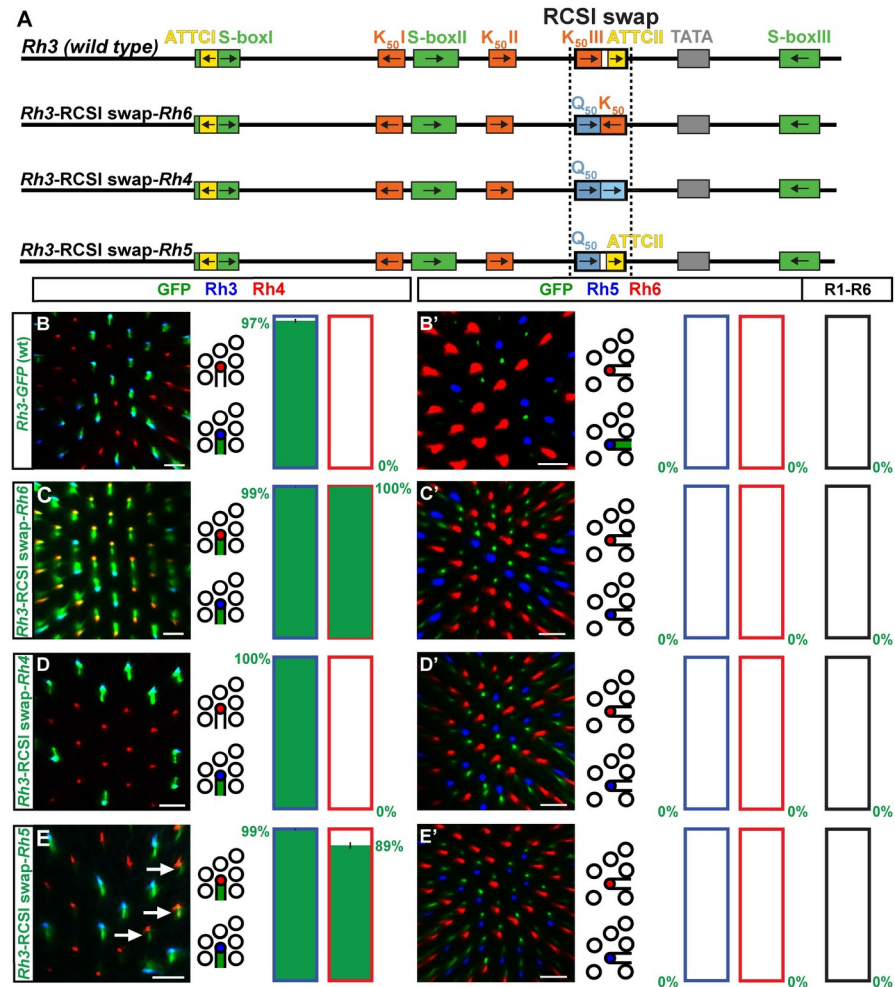 A
RCSI swap
Rh3 (wild type)
ATTCI S-boxI K50I S-boxII K50II K50III ATTCII TATA S-boxIII
Rh3-RCSI swap-Rh6
Q50 K50
Rh3-RCSI swap-Rh4
Q50
Rh3-RCSI swap-Rh5
Q50 ATTCII
GFP Rh3 Rh4
GFP Rh5 Rh6
R1-R6
Rh3-GFP (wt)
B
97%
0%
B'
0%
0%
0%
Rh3-RCSI swap-Rh6
C
99%
100%
C'
0%
0%
0%
Rh3-RCSI swap-Rh4
D
100%
0%
D'
0%
0%
0%
Rh3-RCSI swap-Rh5
E
99%
89%
E'
0%
0%
0%